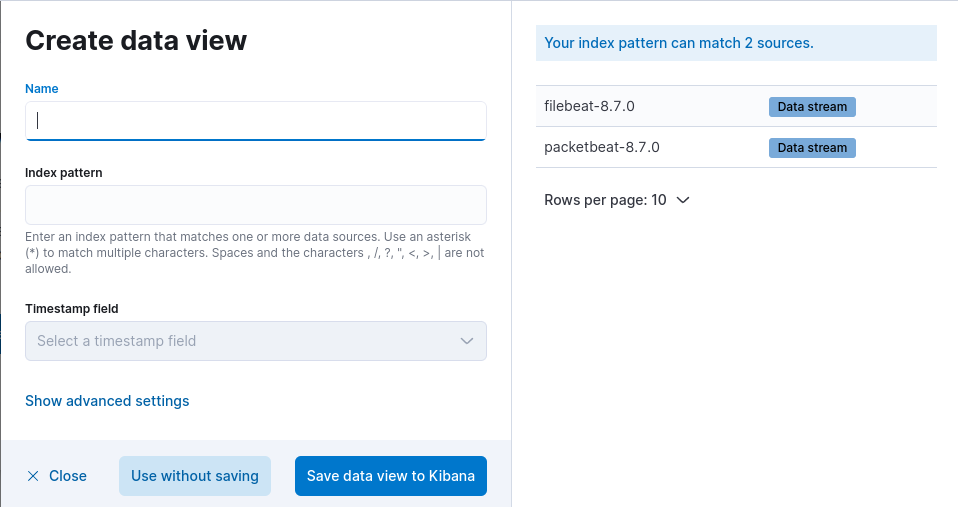 Create data view
Name
Index pattern
Enter an index pattern that matches one or more data sources. Use an asterisk
(*) to match multiple characters. Spaces and the characters , /, ?, ", <, >, | are not
allowed.
Timestamp field
Select a timestamp field
Show advanced settings
Close
Use without saving
Save data view to Kibana
Your index pattern can match 2 sources.
filebeat-8.7.0 Data stream
packetbeat-8.7.0 Data stream
Rows per page: 10